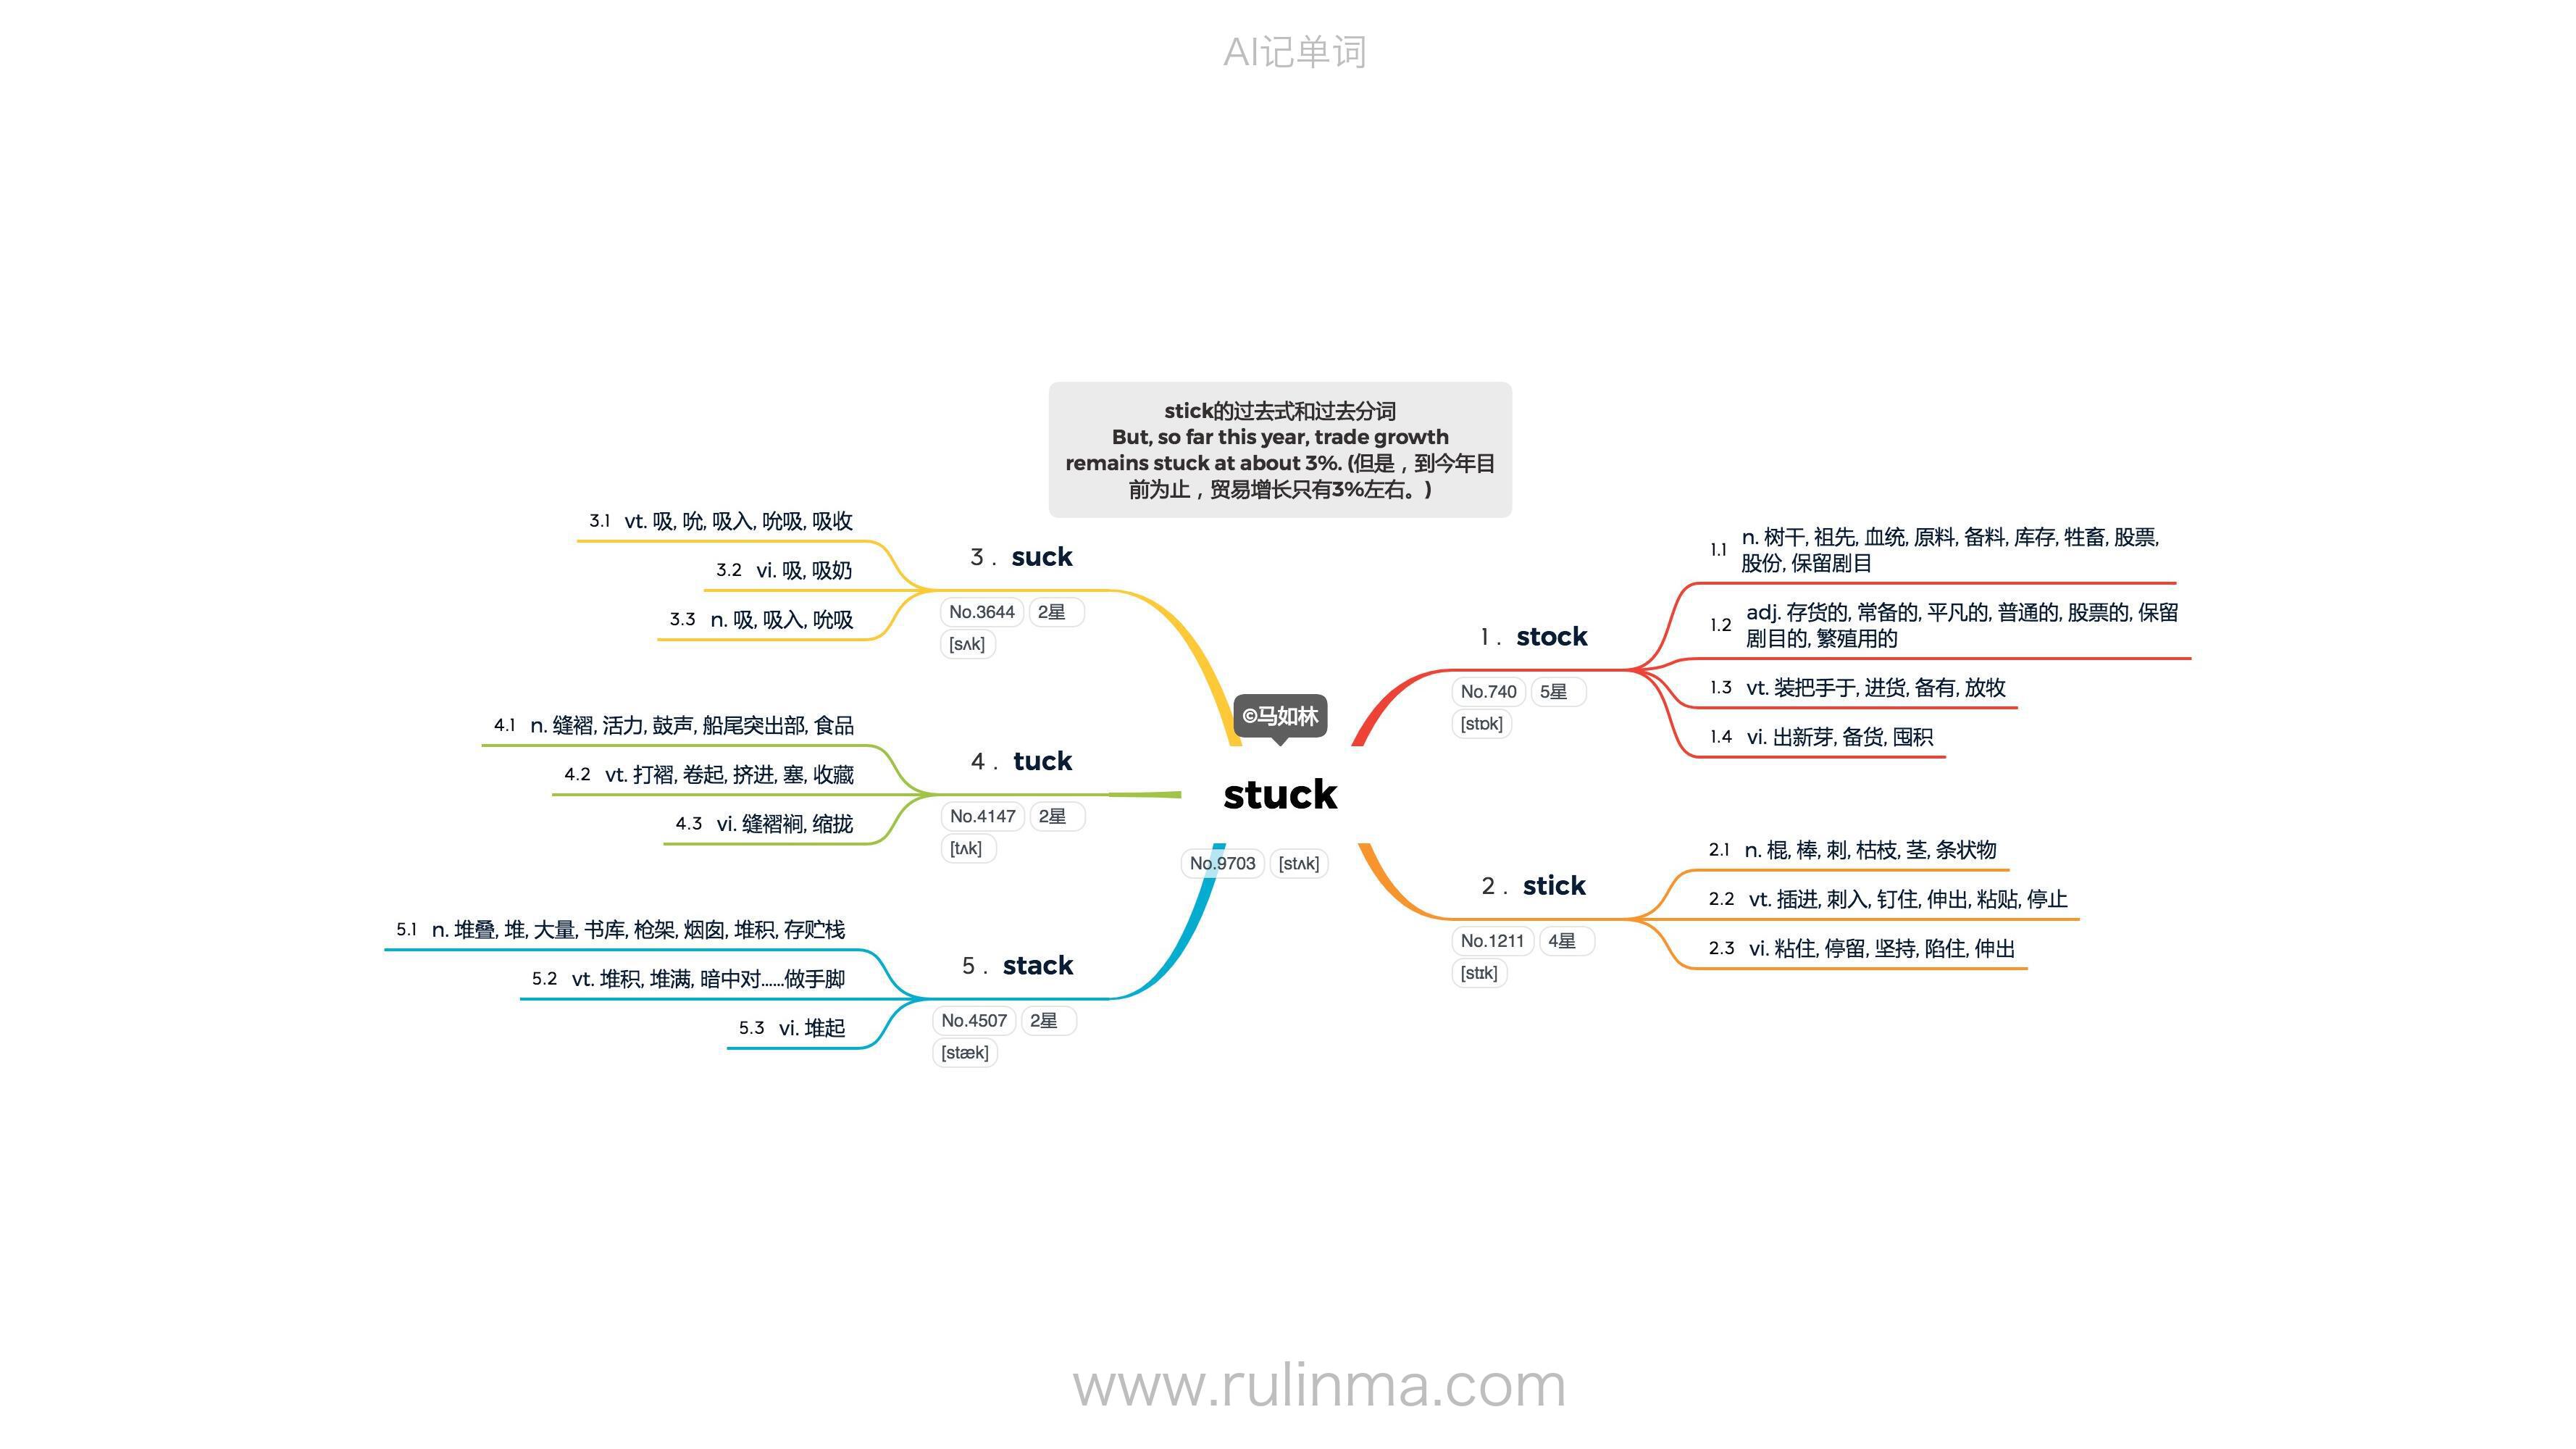 AI记单词
stick的过去式和过去分词
But, so far this year, trade growth
remains stuck at about 3%. (但是，到今年目
前为止，贸易增长只有3%左右。)
©马如林
stuck
No.9703 [stʌk]
1. stock
No.740 5星
[stɒk]
1.1 n. 树干, 祖先, 血统, 原料, 备料, 库存, 牲畜, 股票,
股份, 保留剧目
1.2 adj. 存货的, 常备的, 平凡的, 普通的, 股票的, 保留
剧目的, 繁殖用的
1.3 vt. 装把手于, 进货, 备有, 放牧
1.4 vi. 出新芽, 备货, 囤积
2. stick
No.1211 4星
[stɪk]
2.1 n. 棍, 棒, 刺, 枯枝, 茎, 条状物
2.2 vt. 插进, 刺入, 钉住, 伸出, 粘贴, 停止
2.3 vi. 粘住, 停留, 坚持, 陷住, 伸出
3. suck
No.3644 2星
[sʌk]
3.1 vt. 吸, 吮, 吸入, 吮吸, 吸收
3.2 vi. 吸, 吸奶
3.3 n. 吸, 吸入, 吮吸
4. tuck
No.4147 2星
[tʌk]
4.1 n. 缝褶, 活力, 鼓声, 船尾突出部, 食品
4.2 vt. 打褶, 卷起, 挤进, 塞, 收藏
4.3 vi. 缝褶裥, 缩拢
5. stack
No.4507 2星
[stæk]
5.1 n. 堆叠, 堆, 大量, 书库, 枪架, 烟囱, 堆积, 存贮栈
5.2 vt. 堆积, 堆满, 暗中对……做手脚
5.3 vi. 堆起
www.rulinma.com